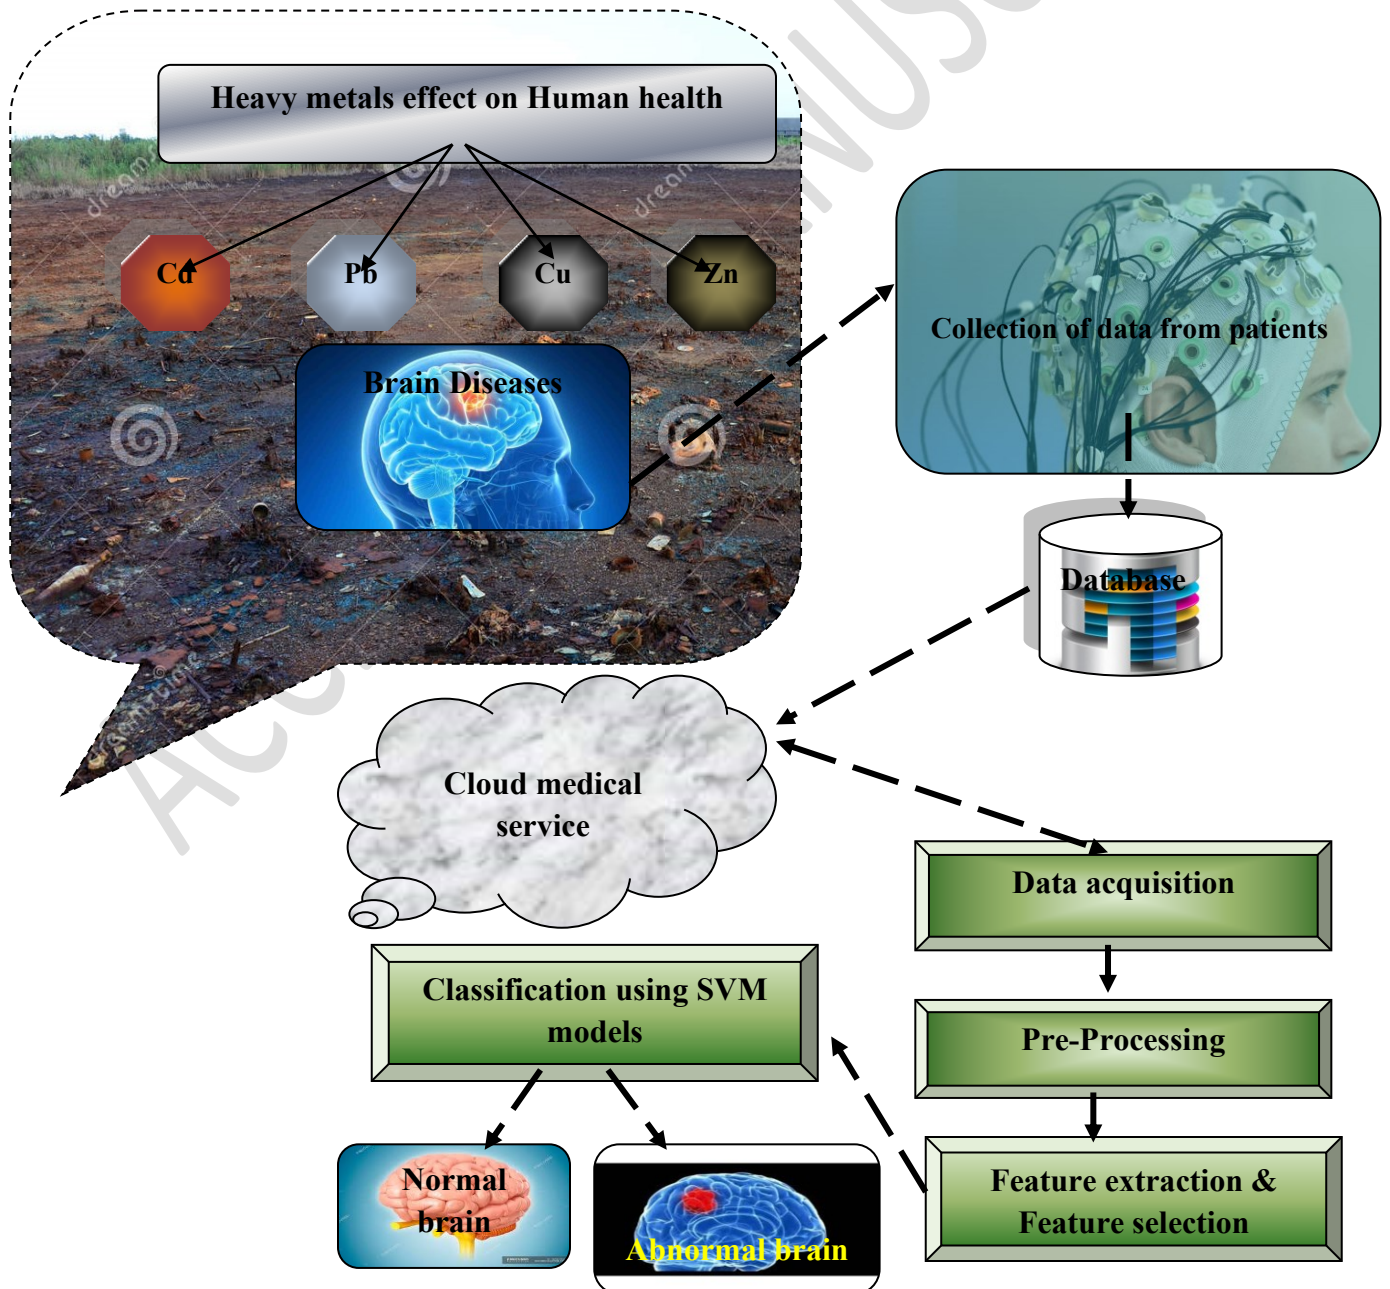 Heavy metals effect on Human health
Cd
Pb
Cu
Zn
Brain Diseases
Collection of data from patients
Database
Cloud medical
service
Data acquisition
Classification using SVM
models
Pre-Processing
Feature extraction &
Feature selection
Normal
brain
Abnormal brain